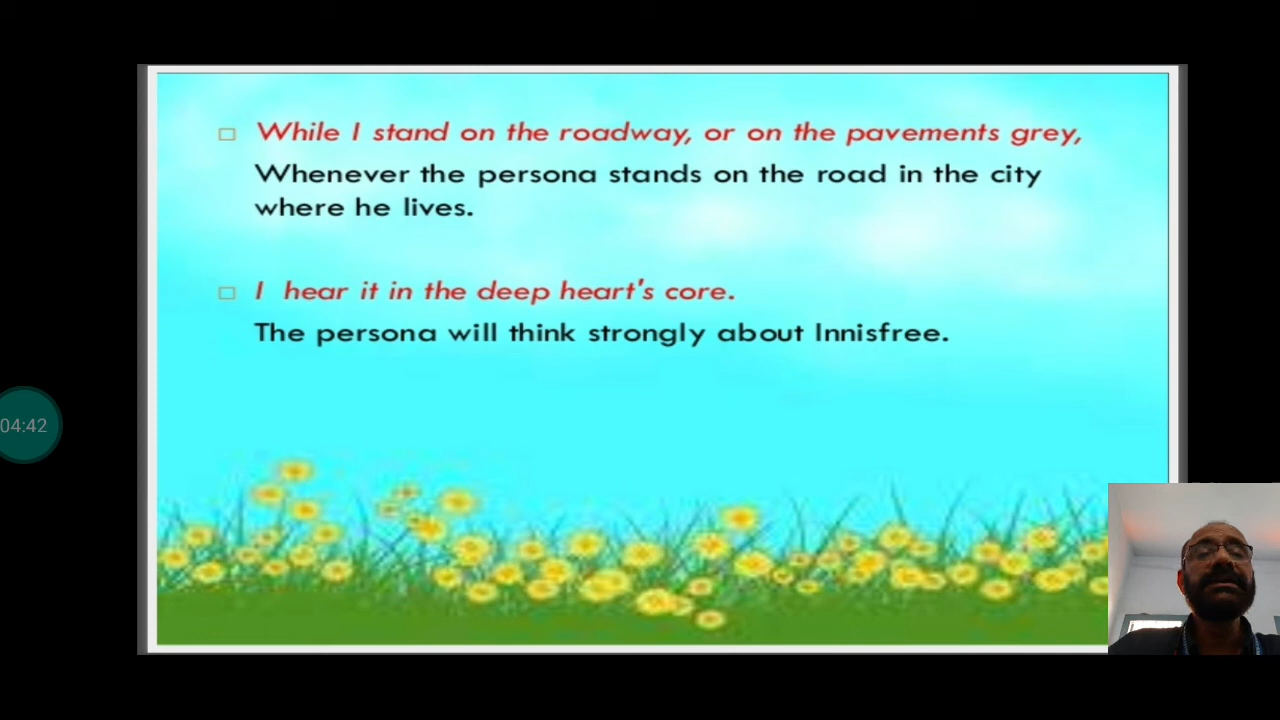 While I stand on the roadway, or on the pavements grey,
Whenever the persona stands on the road in the city
where he lives.
I hear it in the deep heart's core.
The persona will think strongly about Innisfree.
04:42